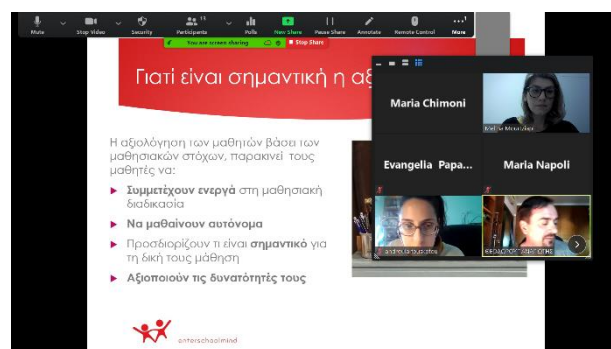 Mute
Stop Video
Security
Participants
11
Polls
New Share
Pause Share
Annotate
Remote Control
More
You are screen sharing
Stop Share
Γιατί είναι σημαντική η αξ
Η αξιολόγηση των μαθητών βάσει των
μαθησιακών στόχων, παρακινεί τους
μαθητές να:
Συμμετέχουν ενεργά στη μαθησιακή
διαδικασία
Να μαθαίνουν αυτόνομα
Προσδιορίζουν τι είναι σημαντικό για
τη δική τους μάθηση
Αξιοποιούν τις δυνατότητές τους
enterschoolmind
Maria Chimoni
Evangelia Papa...
Maria Napoli